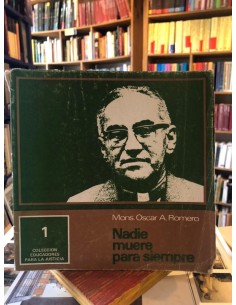 Mons. Oscar A. Romero
Nadie
muere
para siempre
1
COLECCION
EDUCADORES
PARA LA JUSTICIA